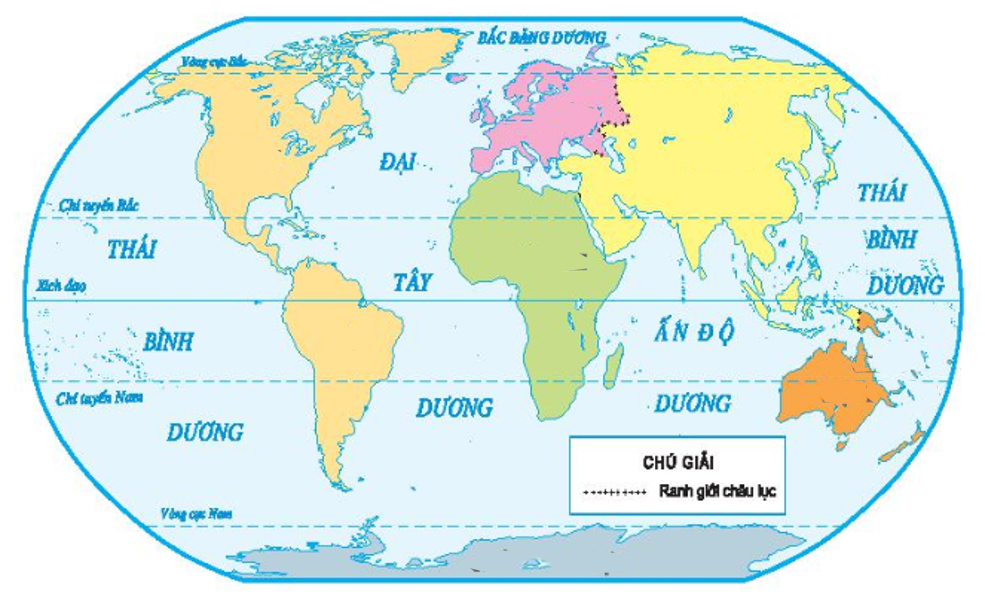 BẮC BĂNG DƯƠNG
Vòng cực Bắc
ĐẠI
Chí tuyến Bắc
THÁI
THÁI
BÌNH
TÂY
Xích đạo
DƯƠNG
ẤN ĐỘ
BÌNH
Chí tuyến Nam
DƯƠNG
DƯƠNG
DƯƠNG
CHÚ GIẢI
Ranh giới châu lục
Vòng cực Nam